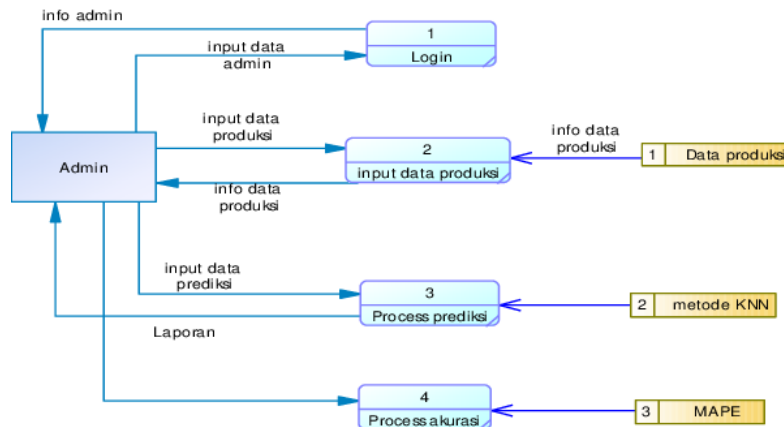 info admin
1
Login
input data
admin
input data
produksi
2
input data produksi
info data
produksi
1 Data produksi
Admin
info data
produksi
input data
prediksi
3
Process prediksi
2 metode KNN
Laporan
4
Process akurasi
3 MAPE